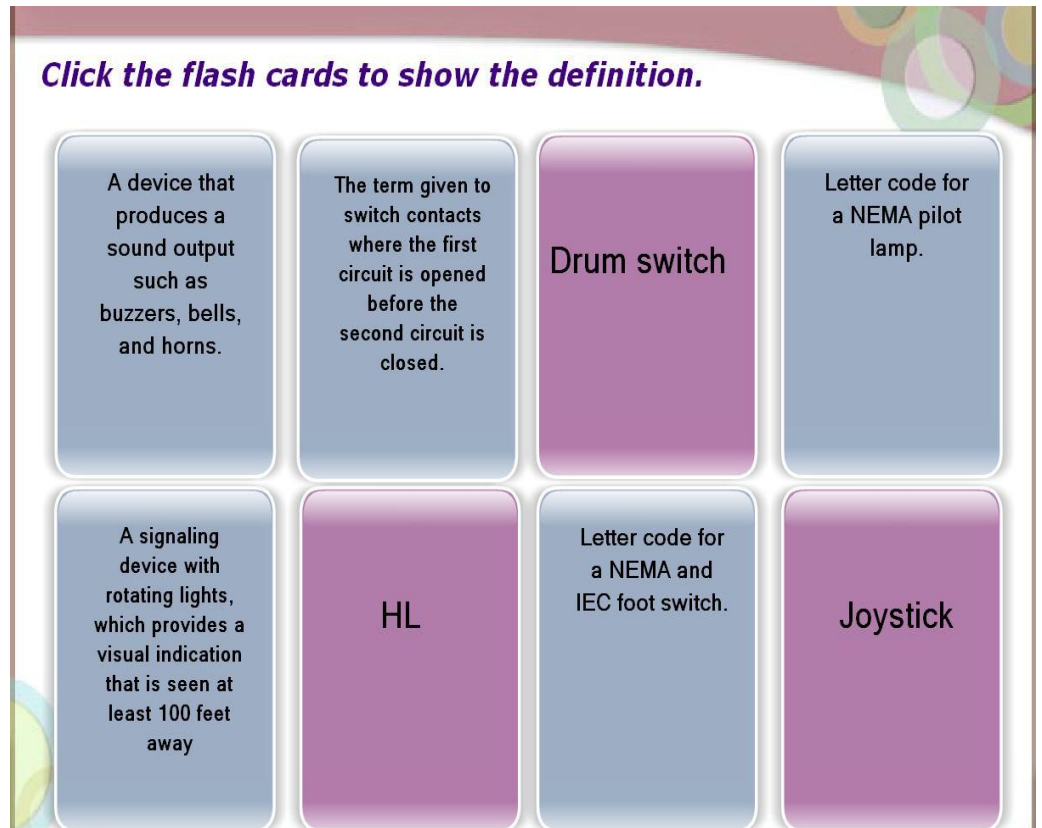 Click the flash cards to show the definition.
A device that
produces a
sound output
such as
buzzers, bells,
and horns.
The term given to
switch contacts
where the first
circuit is opened
before the
second circuit is
closed.
Drum switch
Letter code for
a NEMA pilot
lamp.
A signaling
device with
rotating lights,
which provides a
visual indication
that is seen at
least 100 feet
away
HL
Letter code for
a NEMA and
IEC foot switch.
Joystick